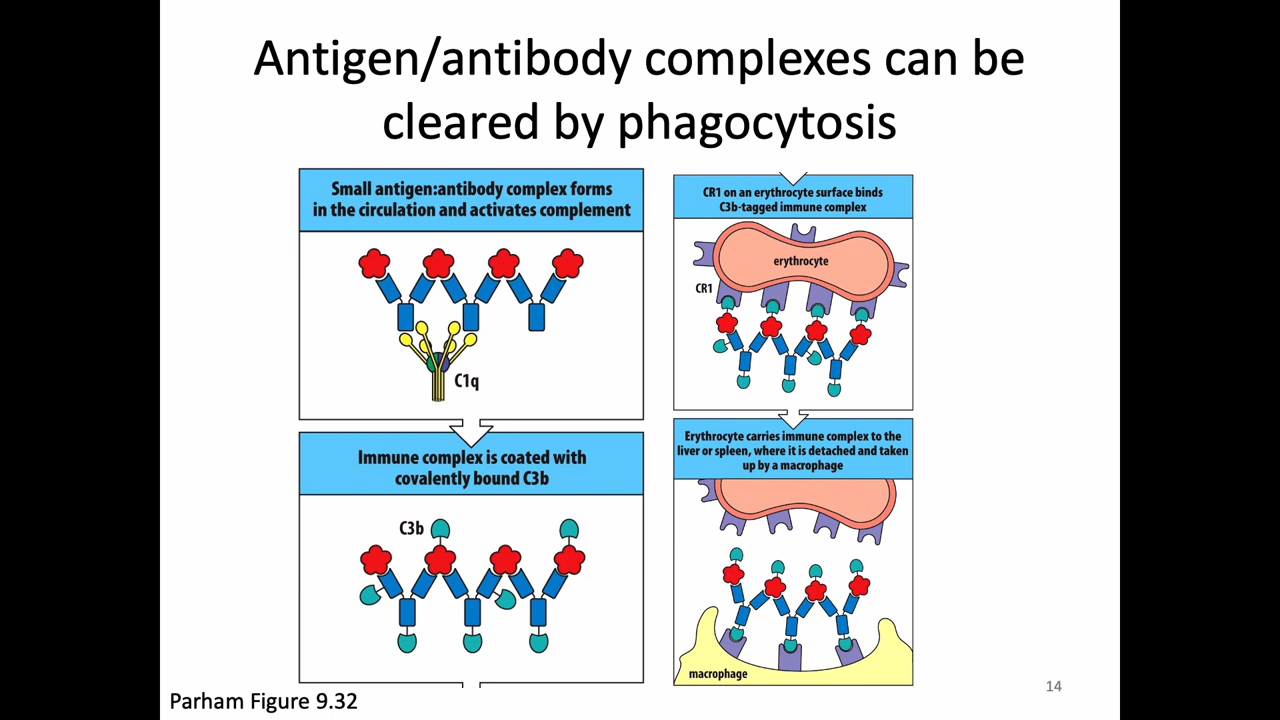 Antigen/antibody complexes can be
cleared by phagocytosis
Small antigen:antibody complex forms
in the circulation and activates complement
C1q
Immune complex is coated with
covalently bound C3b
C3b
CR1 on an erythrocyte surface binds
C3b-tagged immune complex
erythrocyte
CR1
Erythrocyte carries immune complex to the
liver or spleen, where it is detached and taken
up by a macrophage
macrophage
Parham Figure 9.32
14